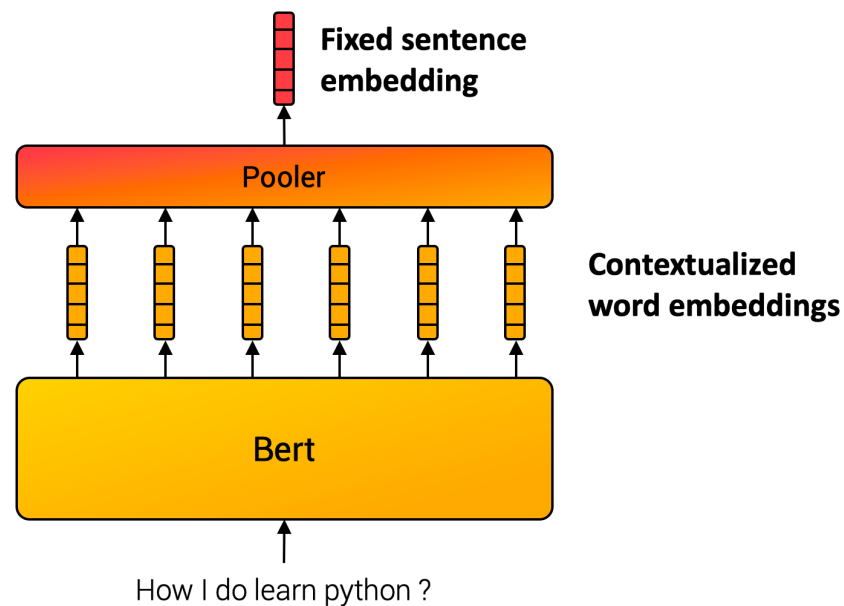 Fixed sentence
embedding
Pooler
Contextualized
word embeddings
Bert
How I do learn python ?